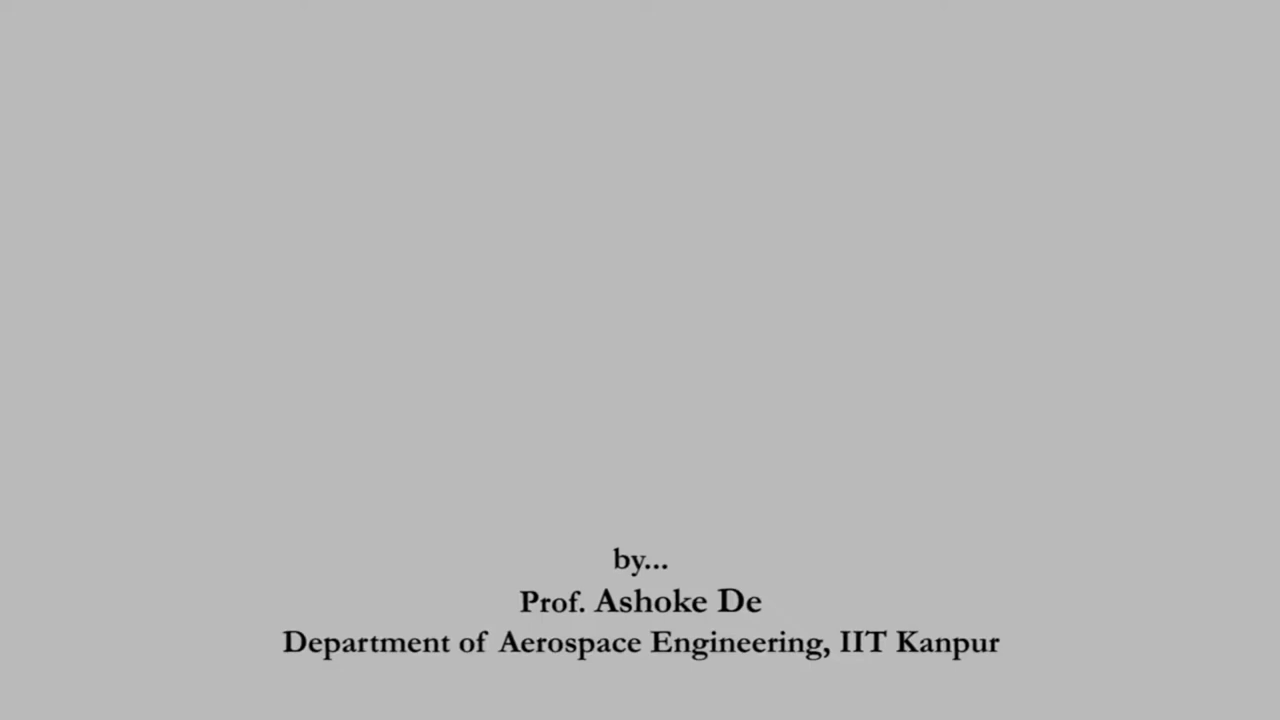 by...
Prof. Ashoke De
Department of Aerospace Engineering, IIT Kanpur